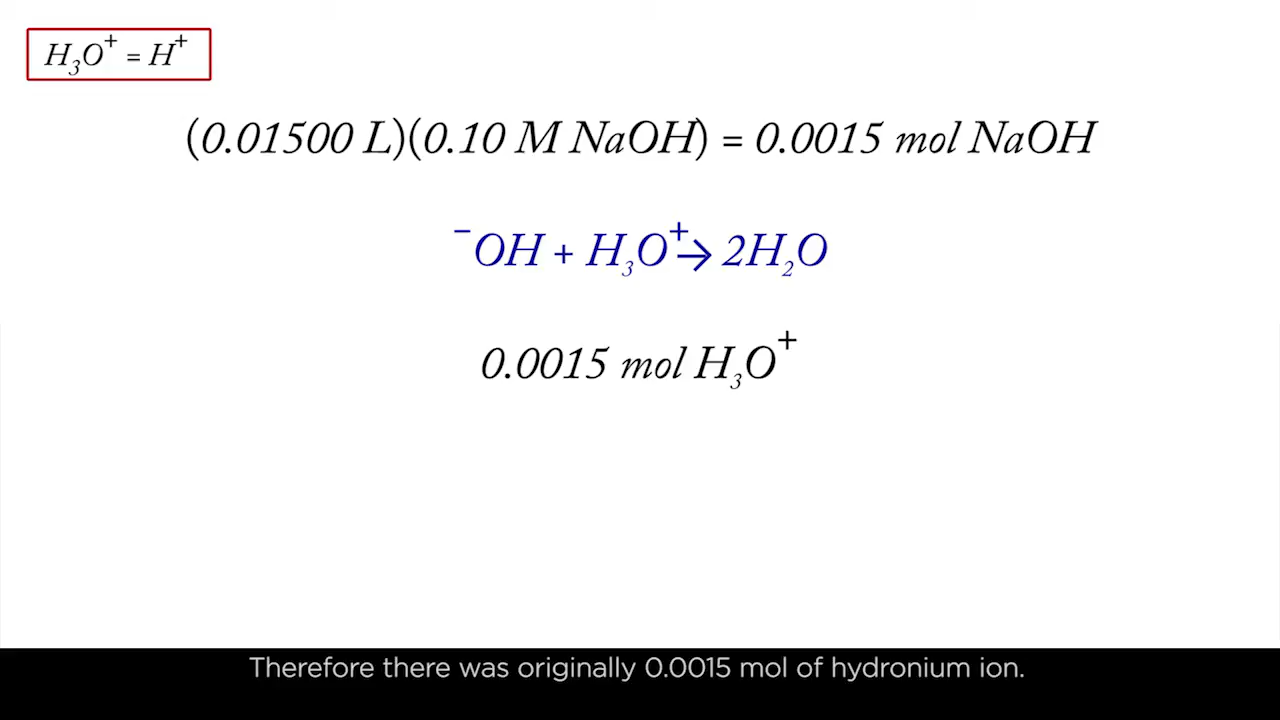 H₃O⁺ = H⁺
(0.01500 L)(0.10 M NaOH) = 0.0015 mol NaOH
⁻OH + H₃O⁺→ 2H₂O
0.0015 mol H₃O⁺
Therefore there was originally 0.0015 mol of hydronium ion.